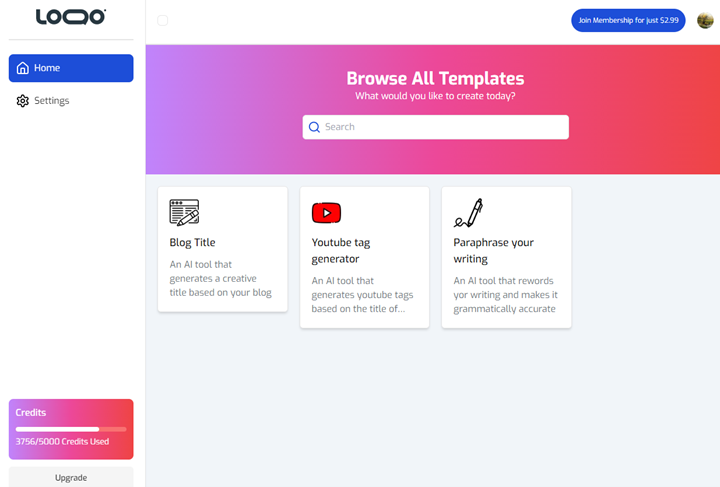 LOGO
Home
Settings
Credits
3756/5000 Credits Used
Upgrade
Join Membership for just $2.99
Browse All Templates
What would you like to create today?
Search
Blog Title
An AI tool that
generates a creative
title based on your blog
Youtube tag
generator
An AI tool that
generates youtube tags
based on the title of...
Paraphrase your
writing
An AI tool that rewords
yor writing and makes it
grammatically accurate